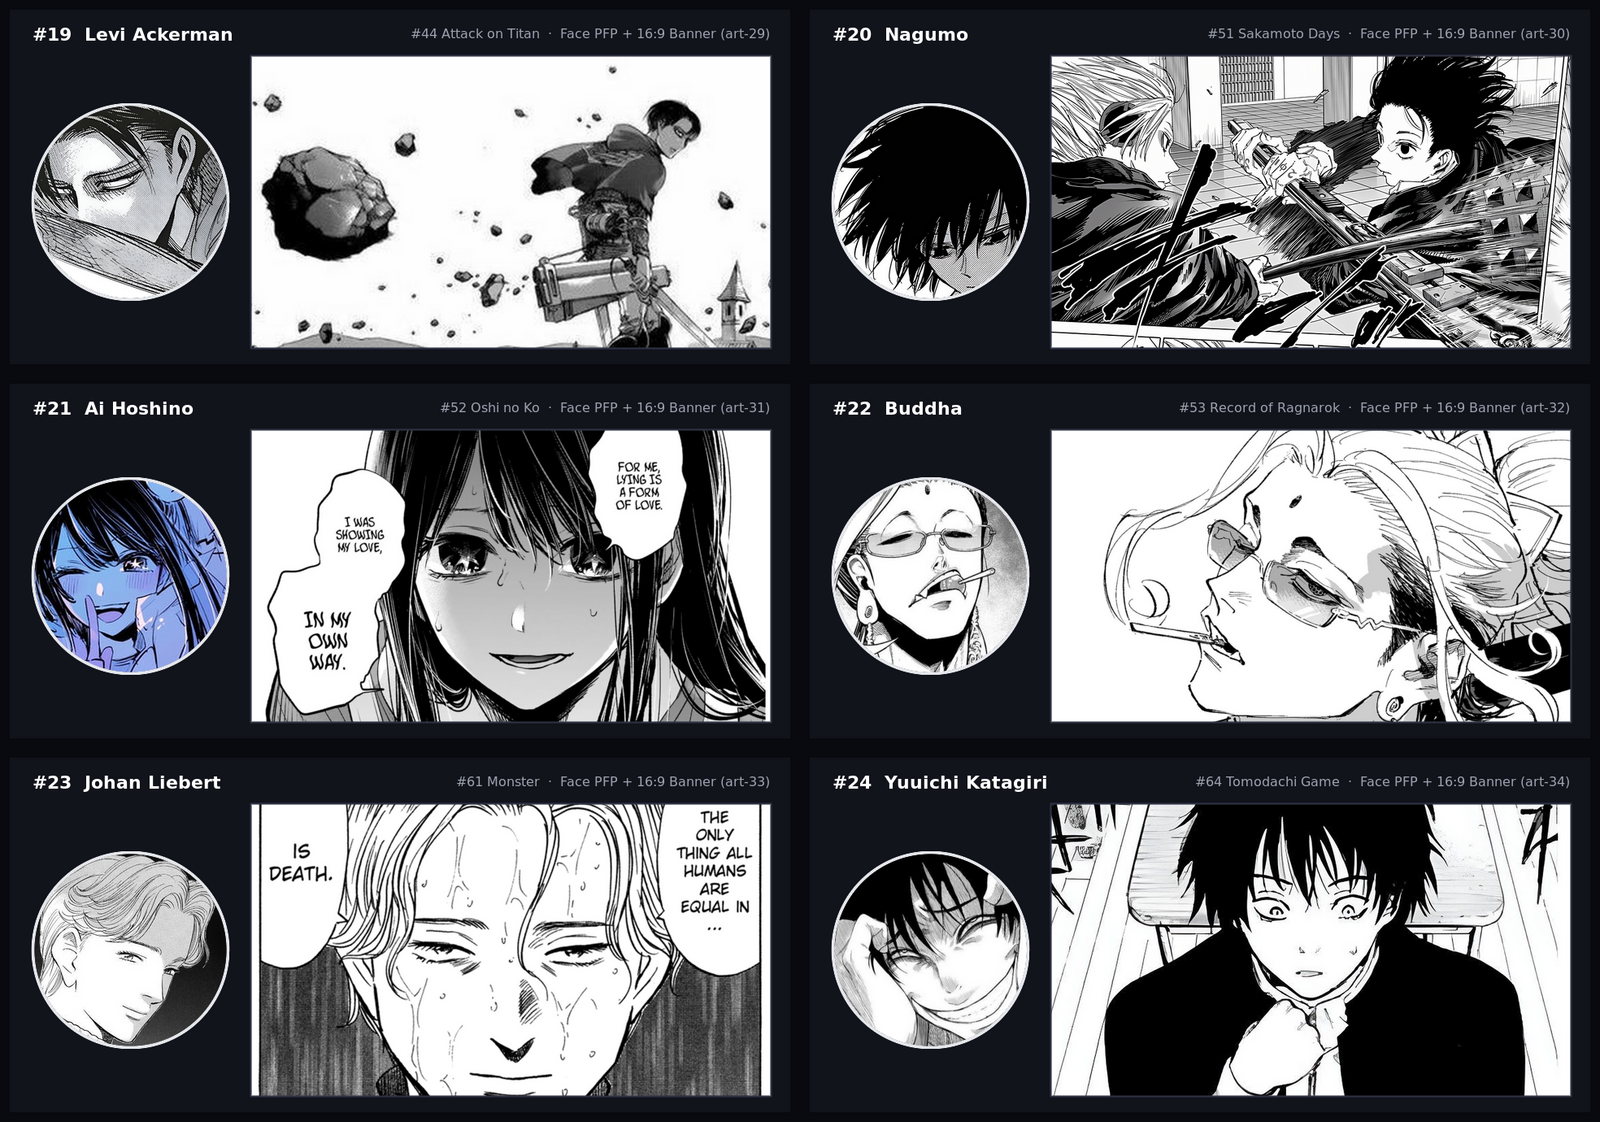 #19 Levi Ackerman
#44 Attack on Titan · Face PFP + 16:9 Banner (art-29)
#20 Nagumo
#51 Sakamoto Days · Face PFP + 16:9 Banner (art-30)
#21 Ai Hoshino
#52 Oshi no Ko · Face PFP + 16:9 Banner (art-31)
FOR ME,
LYING IS
A FORM
OF LOVE.
I WAS
SHOWING
MY LOVE,
IN MY
OWN
WAY.
#22 Buddha
#53 Record of Ragnarok · Face PFP + 16:9 Banner (art-32)
#23 Johan Liebert
#61 Monster · Face PFP + 16:9 Banner (art-33)
THE
ONLY
THING ALL
HUMANS
ARE
EQUAL IN
...
IS
DEATH.
#24 Yuuichi Katagiri
#64 Tomodachi Game · Face PFP + 16:9 Banner (art-34)